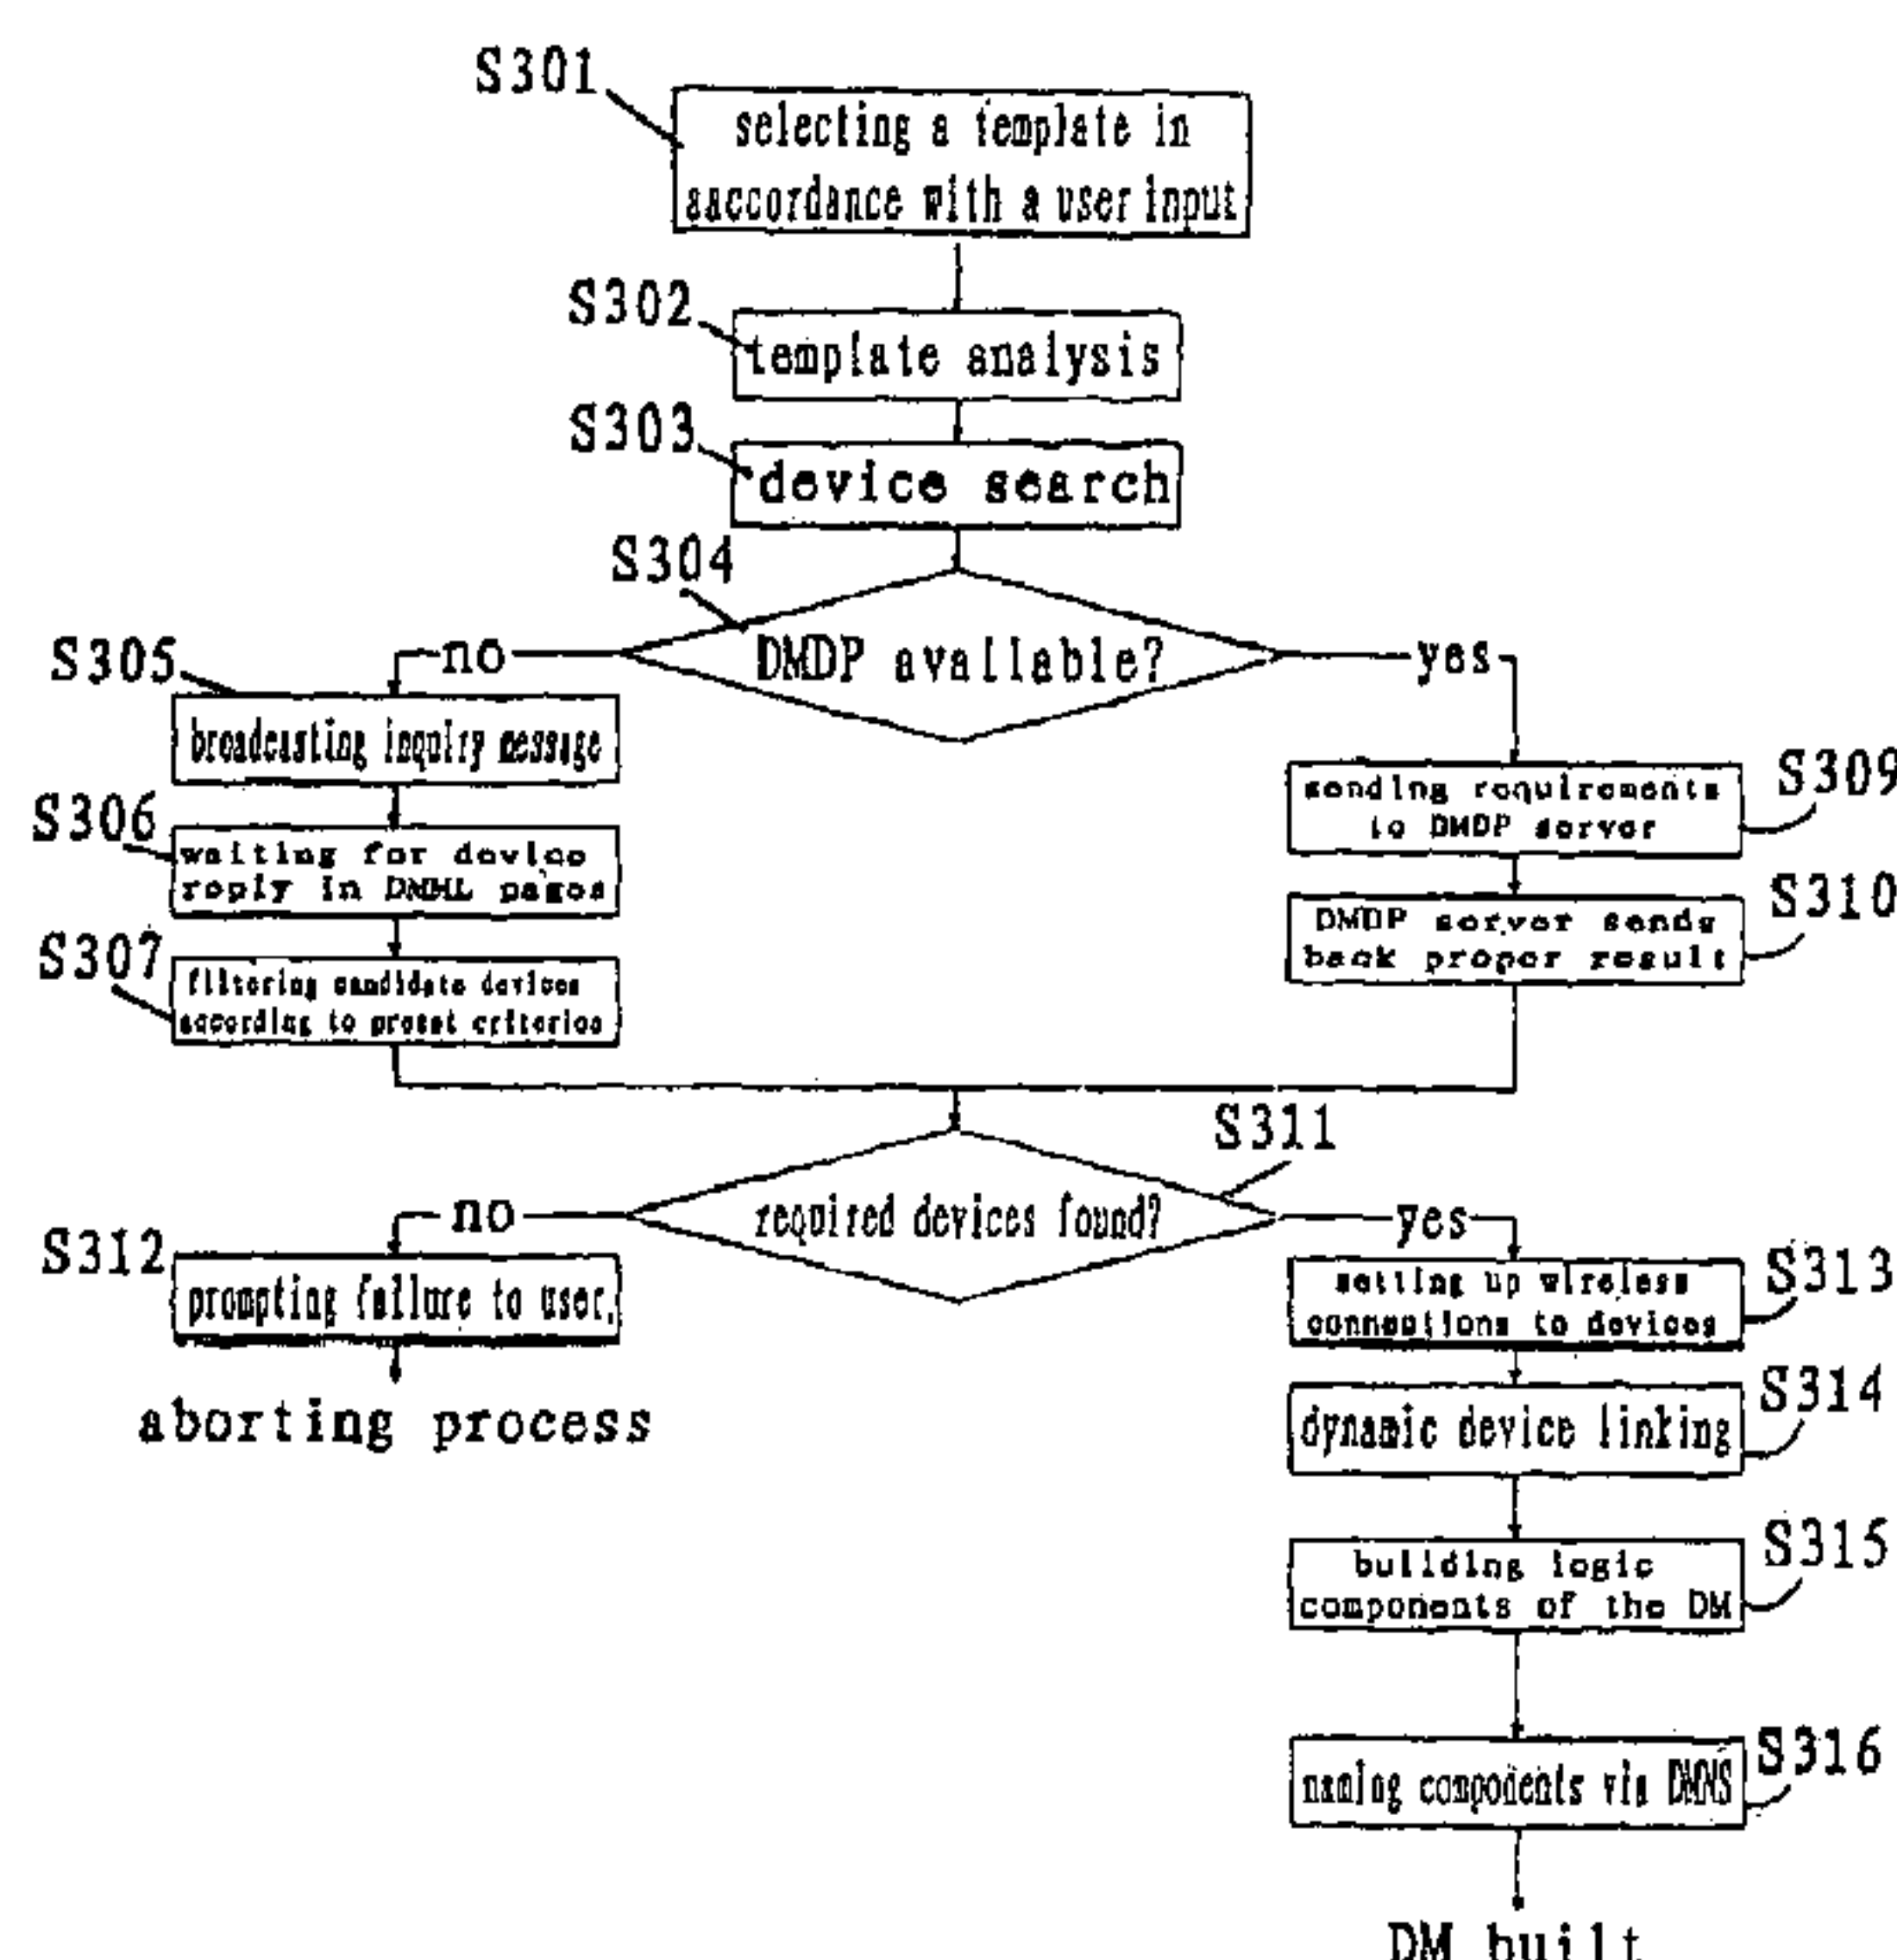 S301
selecting a template in
aaccordance with a user input
S302
template analysis
S303
device search
S304
DMDP available?
no
yes
S305
broadcasting inquiry message
S306
waiting for device
reply in DMML pages
S307
filtering candidate devices
according to preset criterias
S309
sending requirements
to DMDP server
S310
DMDP server sends
back proper result
S311
required devices found?
no
yes
S312
prompting failure to user,
aborting process
S313
setting up wireless
connections to devices
S314
dynamic device linking
S315
building logic
components of the DM
S316
naming components via DMNS
DM built